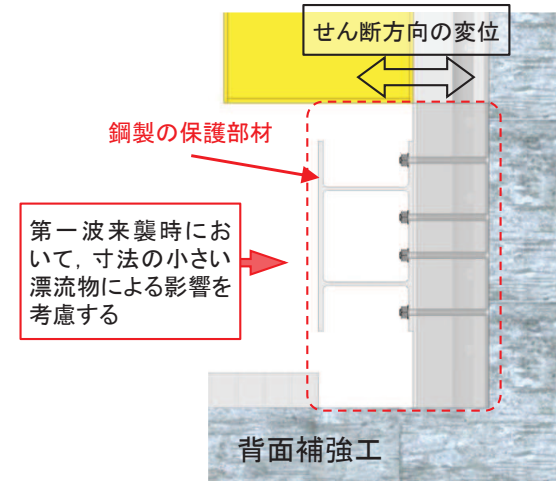 せん断方向の変位
鋼製の保護部材
第一波来襲時にお
いて,寸法の小さい
漂流物による影響を
考慮する
背面補強工